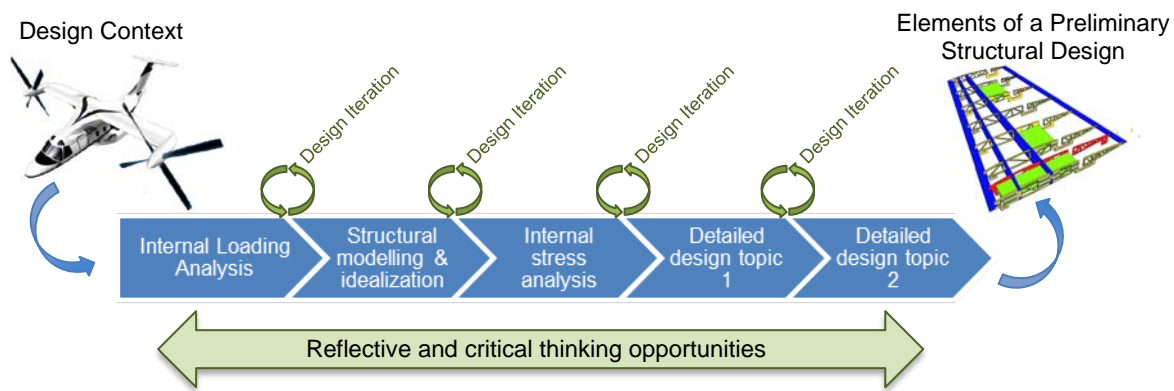 Design Context
Elements of a Preliminary
Structural Design
Design Iteration
Design Iteration
Design Iteration
Design Iteration
Internal Loading
Analysis
Structural
modelling &
idealization
Internal
stress
analysis
Detailed
design topic
1
Detailed
design topic
2
Reflective and critical thinking opportunities